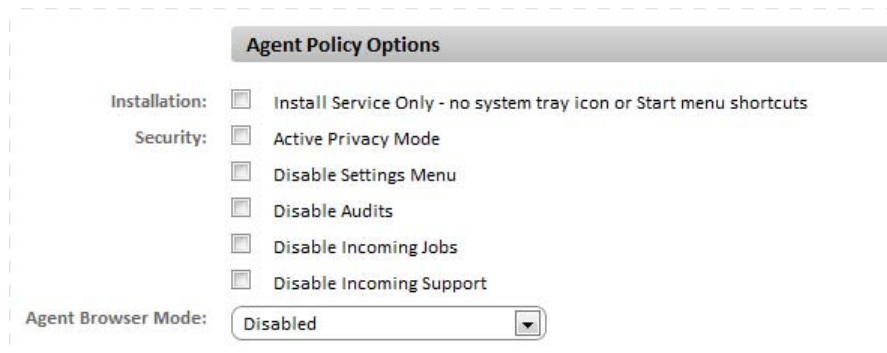 Agent Policy Options
Installation: Install Service Only - no system tray icon or Start menu shortcuts
Security: Active Privacy Mode
Disable Settings Menu
Disable Audits
Disable Incoming Jobs
Disable Incoming Support
Agent Browser Mode: Disabled